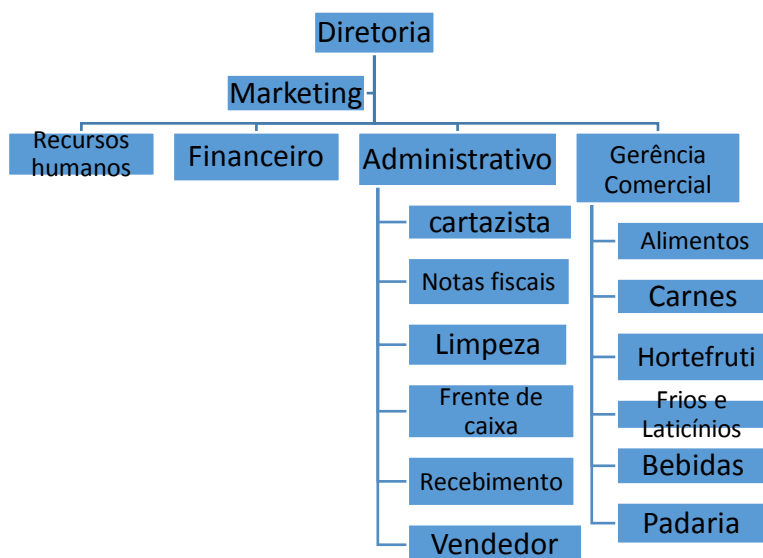 Diretoria
Marketing
Recursos
humanos
Financeiro
Administrativo
Gerência
Comercial
cartazista
Notas fiscais
Limpeza
Frente de
caixa
Recebimento
Vendedor
Alimentos
Carnes
Hortefruti
Frios e
Laticínios
Bebidas
Padaria